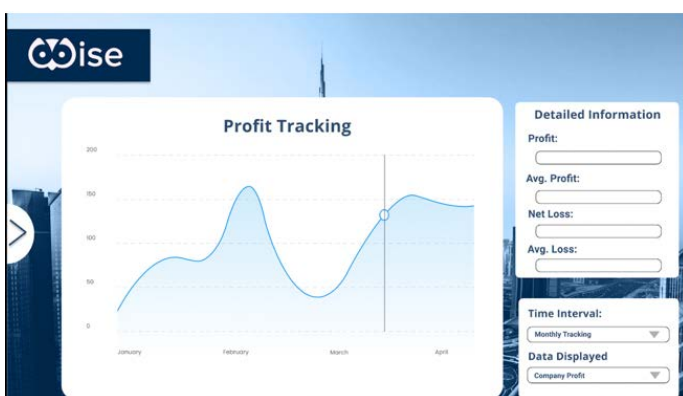 Wise
Profit Tracking
200
150
100
50
0
January
February
March
April
Detailed Information
Profit:
Avg. Profit:
Net Loss:
Avg. Loss:
Time Interval:
Monthly Tracking
Data Displayed
Company Profit